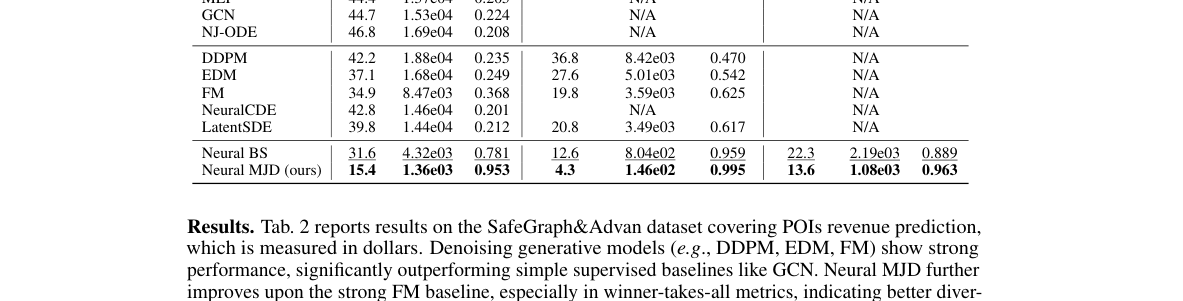 GCN 44.7 1.53e04 0.224 N/A N/A
NJ-ODE 46.8 1.69e04 0.208 N/A N/A
DDPM 42.2 1.88e04 0.235 36.8 8.42e03 0.470 N/A
EDM 37.1 1.68e04 0.249 27.6 5.01e03 0.542 N/A
FM 34.9 8.47e03 0.368 19.8 3.59e03 0.625 N/A
NeuralCDE 42.8 1.46e04 0.201 N/A N/A
LatentSDE 39.8 1.44e04 0.212 20.8 3.49e03 0.617 N/A
Neural BS 31.6 4.32e03 0.781 12.6 8.04e02 0.959 22.3 2.19e03 0.889
Neural MJD (ours) 15.4 1.36e03 0.953 4.3 1.46e02 0.995 13.6 1.08e03 0.963
Results. Tab. 2 reports results on the SafeGraph&Advan dataset covering POIs revenue prediction,
which is measured in dollars. Denoising generative models (e.g., DDPM, EDM, FM) show strong
performance, significantly outperforming simple supervised baselines like GCN. Neural MJD further
improves upon the strong FM baseline, especially in winner-takes-all metrics, indicating better diver-